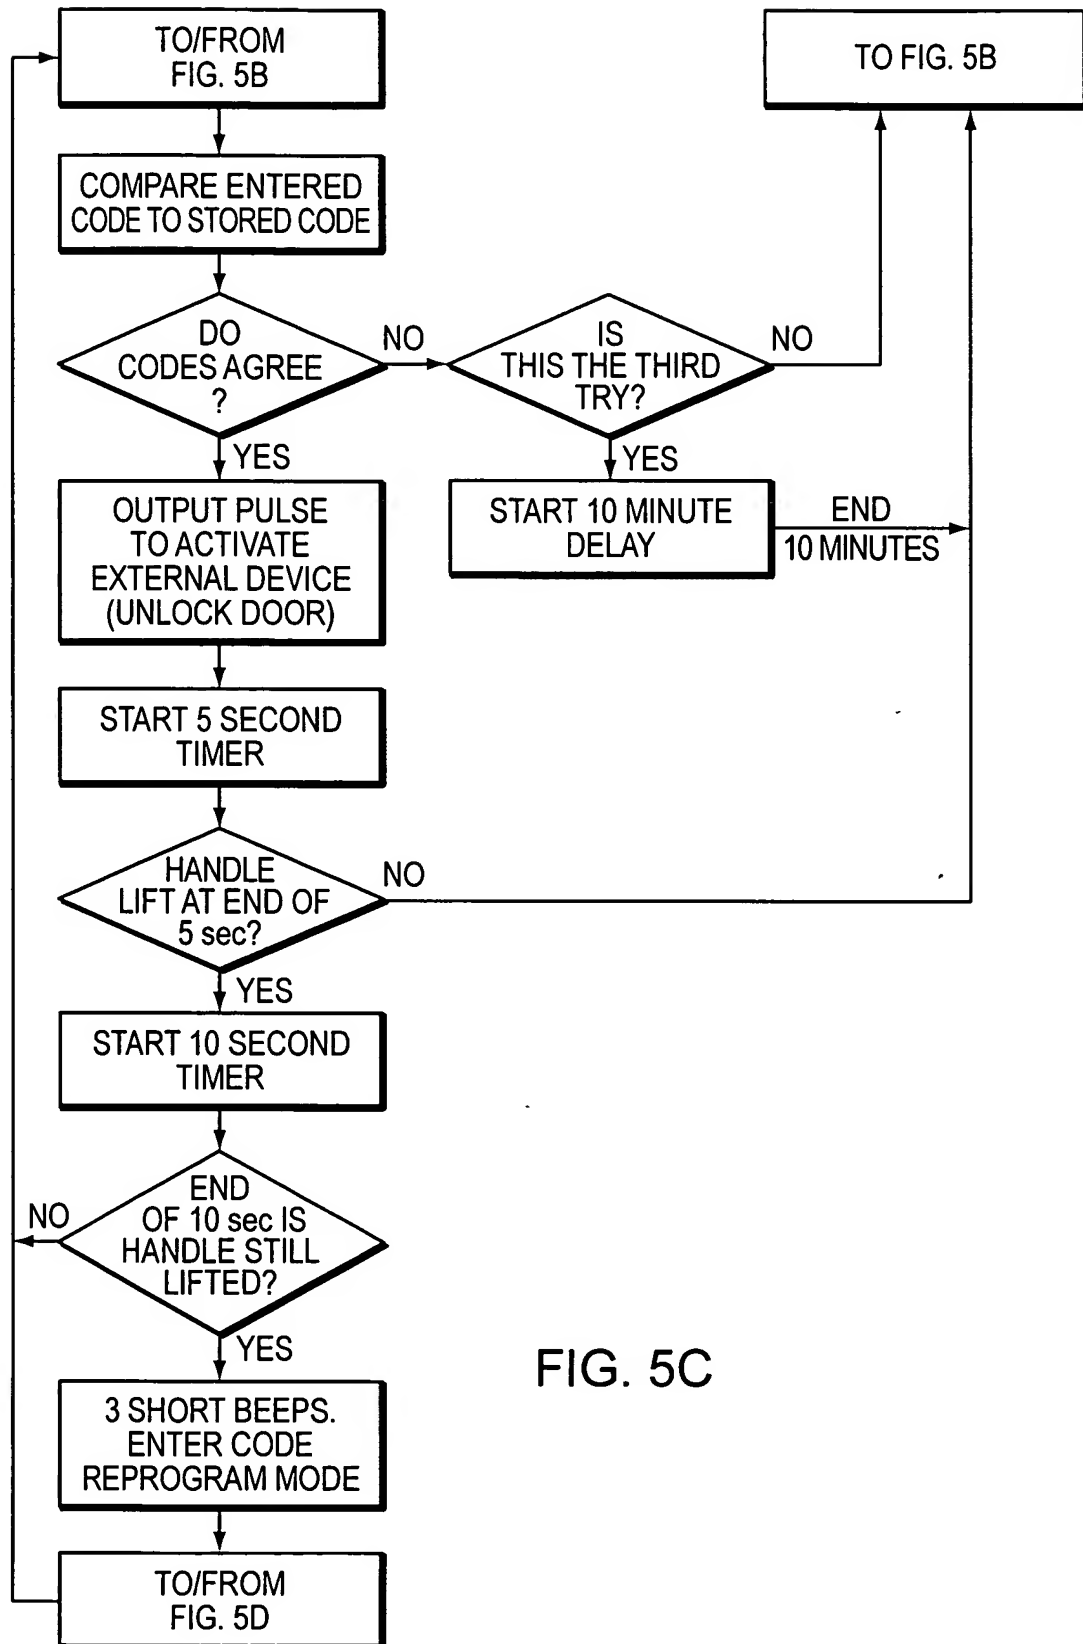 TO/FROM
FIG. 5B
TO FIG. 5B
COMPARE ENTERED
CODE TO STORED CODE
DO
CODES AGREE
?
NO
IS
THIS THE THIRD
TRY?
NO
YES
YES
OUTPUT PULSE
TO ACTIVATE
EXTERNAL DEVICE
(UNLOCK DOOR)
START 10 MINUTE
DELAY
END
10 MINUTES
START 5 SECOND
TIMER
HANDLE
LIFT AT END OF
5 sec?
NO
YES
START 10 SECOND
TIMER
END
OF 10 sec IS
HANDLE STILL
LIFTED?
NO
YES
3 SHORT BEEPS.
ENTER CODE
REPROGRAM MODE
TO/FROM
FIG. 5D
FIG. 5C